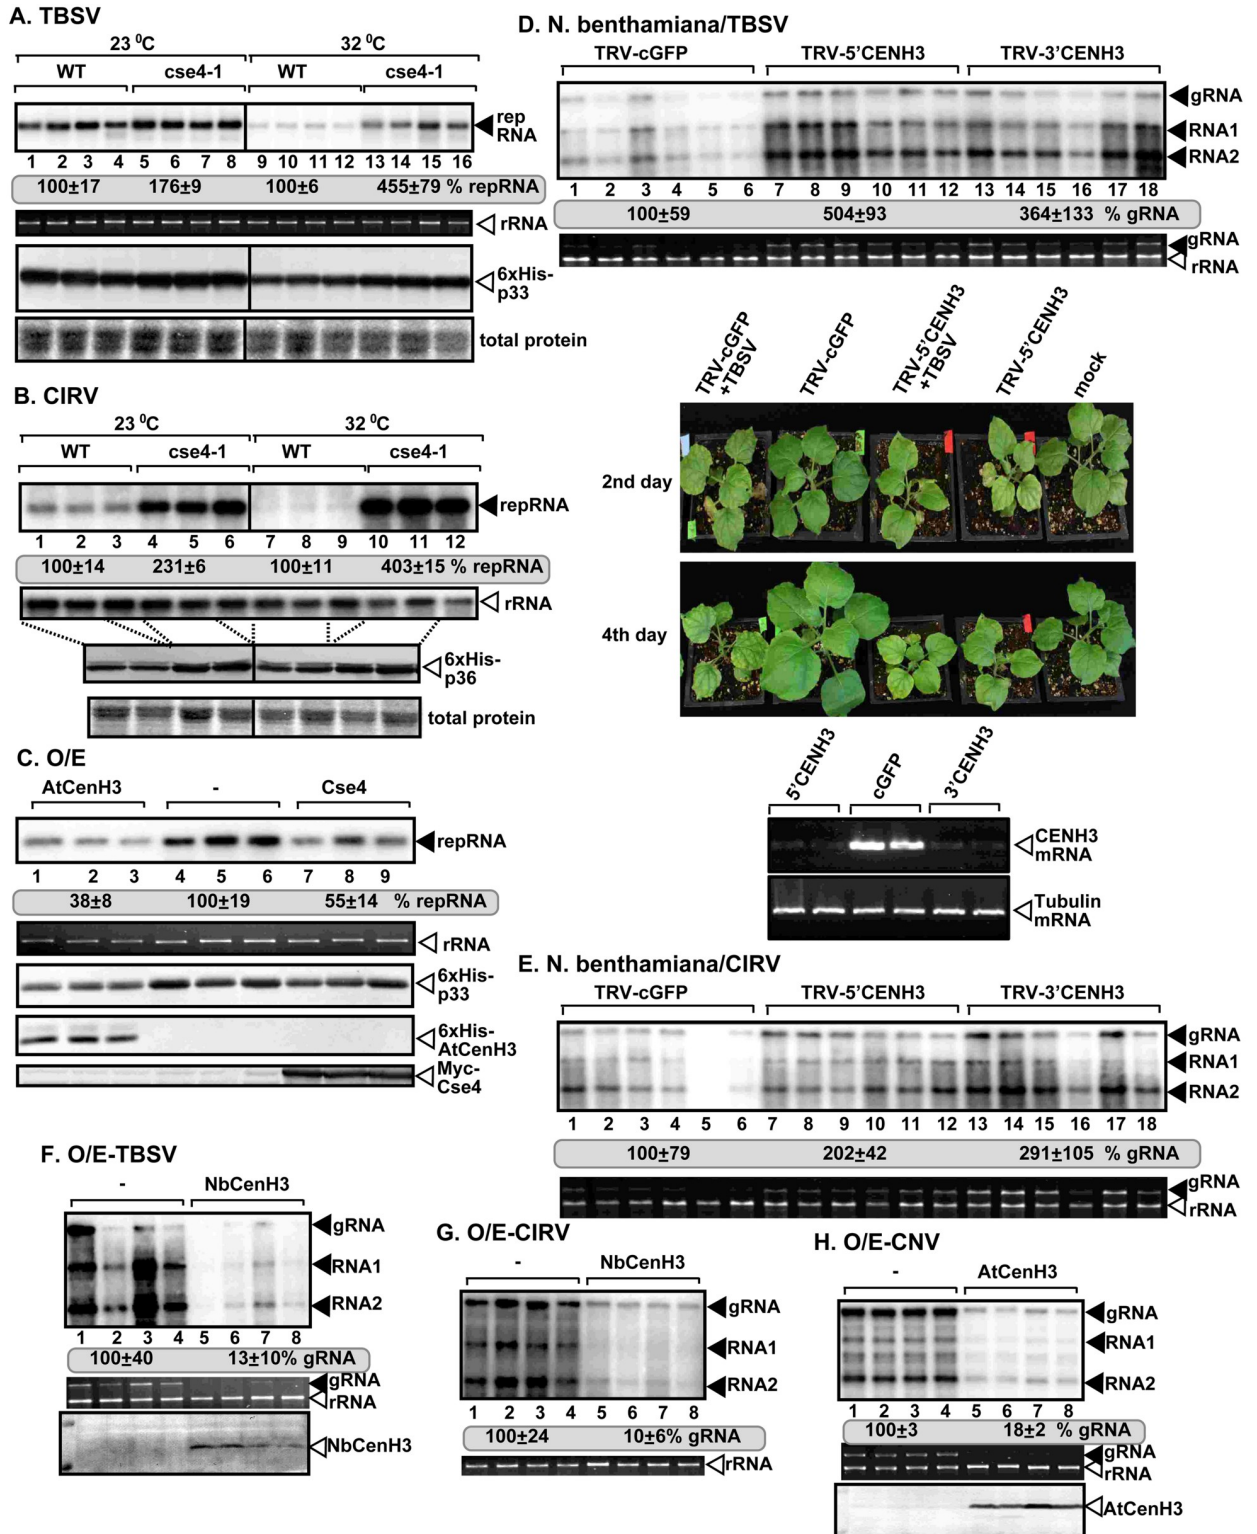 A. TBSV
23 ⁰C 32 ⁰C
WT cse4-1 WT cse4-1
rep
RNA
1 2 3 4 5 6 7 8 9 10 11 12 13 14 15 16
100±17 176±9 100±6 455±79 % repRNA
rRNA
6xHis-
p33
total protein
B. CIRV
23 ⁰C 32 ⁰C
WT cse4-1 WT cse4-1
repRNA
1 2 3 4 5 6 7 8 9 10 11 12
100±14 231±6 100±11 403±15 % repRNA
rRNA
6xHis-
p36
total protein
C. O/E
AtCenH3 - Cse4
repRNA
1 2 3 4 5 6 7 8 9
38±8 100±19 55±14 % repRNA
rRNA
6xHis-
p33
6xHis-
AtCenH3
Myc-
Cse4
D. N. benthamiana/TBSV
TRV-cGFP TRV-5'CENH3 TRV-3'CENH3
gRNA
RNA1
RNA2
1 2 3 4 5 6 7 8 9 10 11 12 13 14 15 16 17 18
100±59 504±93 364±133 % gRNA
gRNA
rRNA
TRV-cGFP
+TBSV
TRV-cGFP
TRV-5'CENH3
+TBSV
TRV-5'CENH3
mock
2nd day
4th day
5'CENH3
cGFP
3'CENH3
CENH3
mRNA
Tubulin
mRNA
E. N. benthamiana/CIRV
TRV-cGFP TRV-5'CENH3 TRV-3'CENH3
gRNA
RNA1
RNA2
1 2 3 4 5 6 7 8 9 10 11 12 13 14 15 16 17 18
100±79 202±42 291±105 % gRNA
gRNA
rRNA
F. O/E-TBSV
- NbCenH3
gRNA
RNA1
RNA2
1 2 3 4 5 6 7 8
100±40 13±10% gRNA
gRNA
rRNA
NbCenH3
G. O/E-CIRV
- NbCenH3
gRNA
RNA1
RNA2
1 2 3 4 5 6 7 8
100±24 10±6% gRNA
rRNA
H. O/E-CNV
- AtCenH3
gRNA
RNA1
RNA2
1 2 3 4 5 6 7 8
100±3 18±2 % gRNA
gRNA
rRNA
AtCenH3